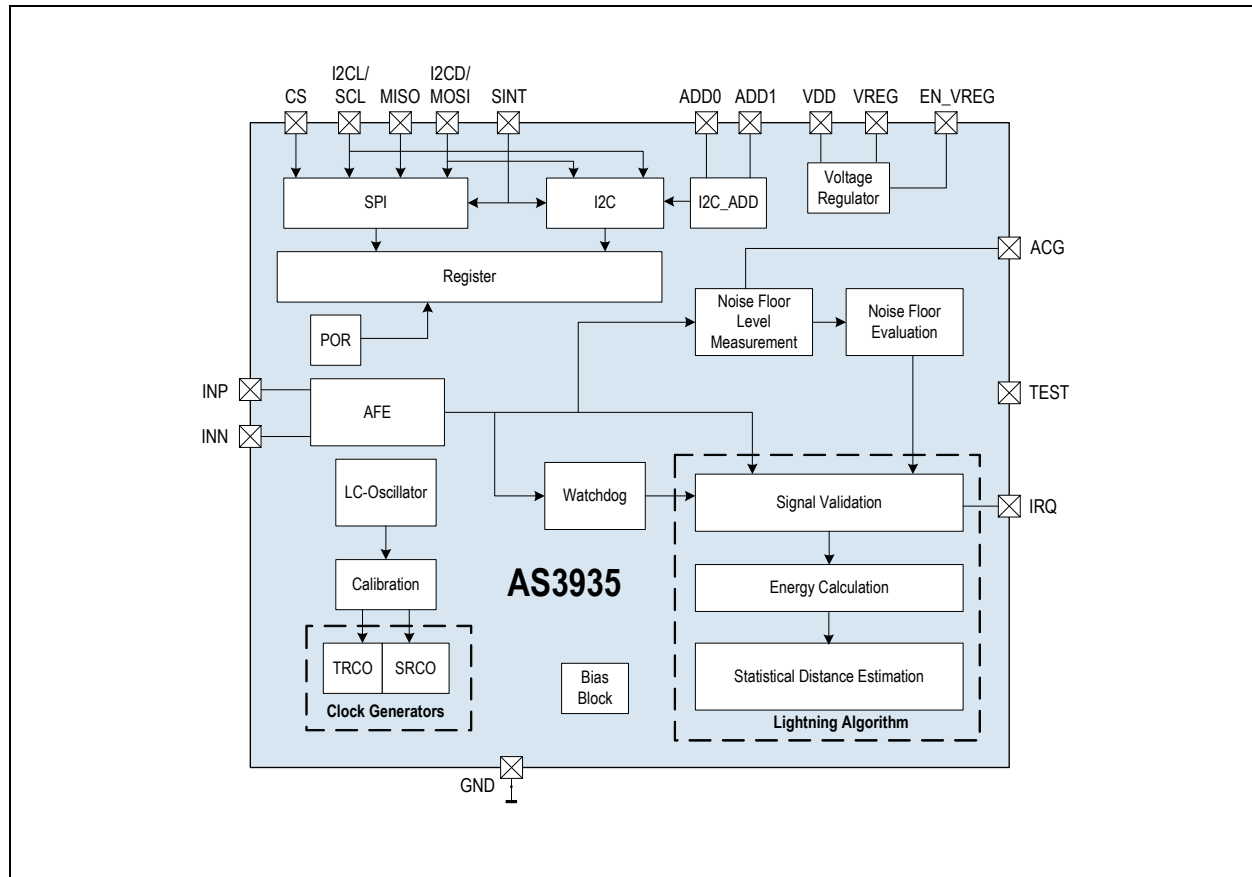 I2CL/
SCL
I2CD/
MOSI
CS
MISO
SINT
ADD0
ADD1
VDD
VREG
EN_VREG
SPI
I2C
I2C_ADD
Voltage
Regulator
ACG
Register
Noise Floor
Level
Measurement
Noise Floor
Evaluation
POR
INP
INN
AFE
TEST
LC-Oscillator
Watchdog
Signal Validation
IRQ
Calibration
AS3935
Energy Calculation
TRCO
SRCO
Clock Generators
Bias
Block
Statistical Distance Estimation
Lightning Algorithm
GND